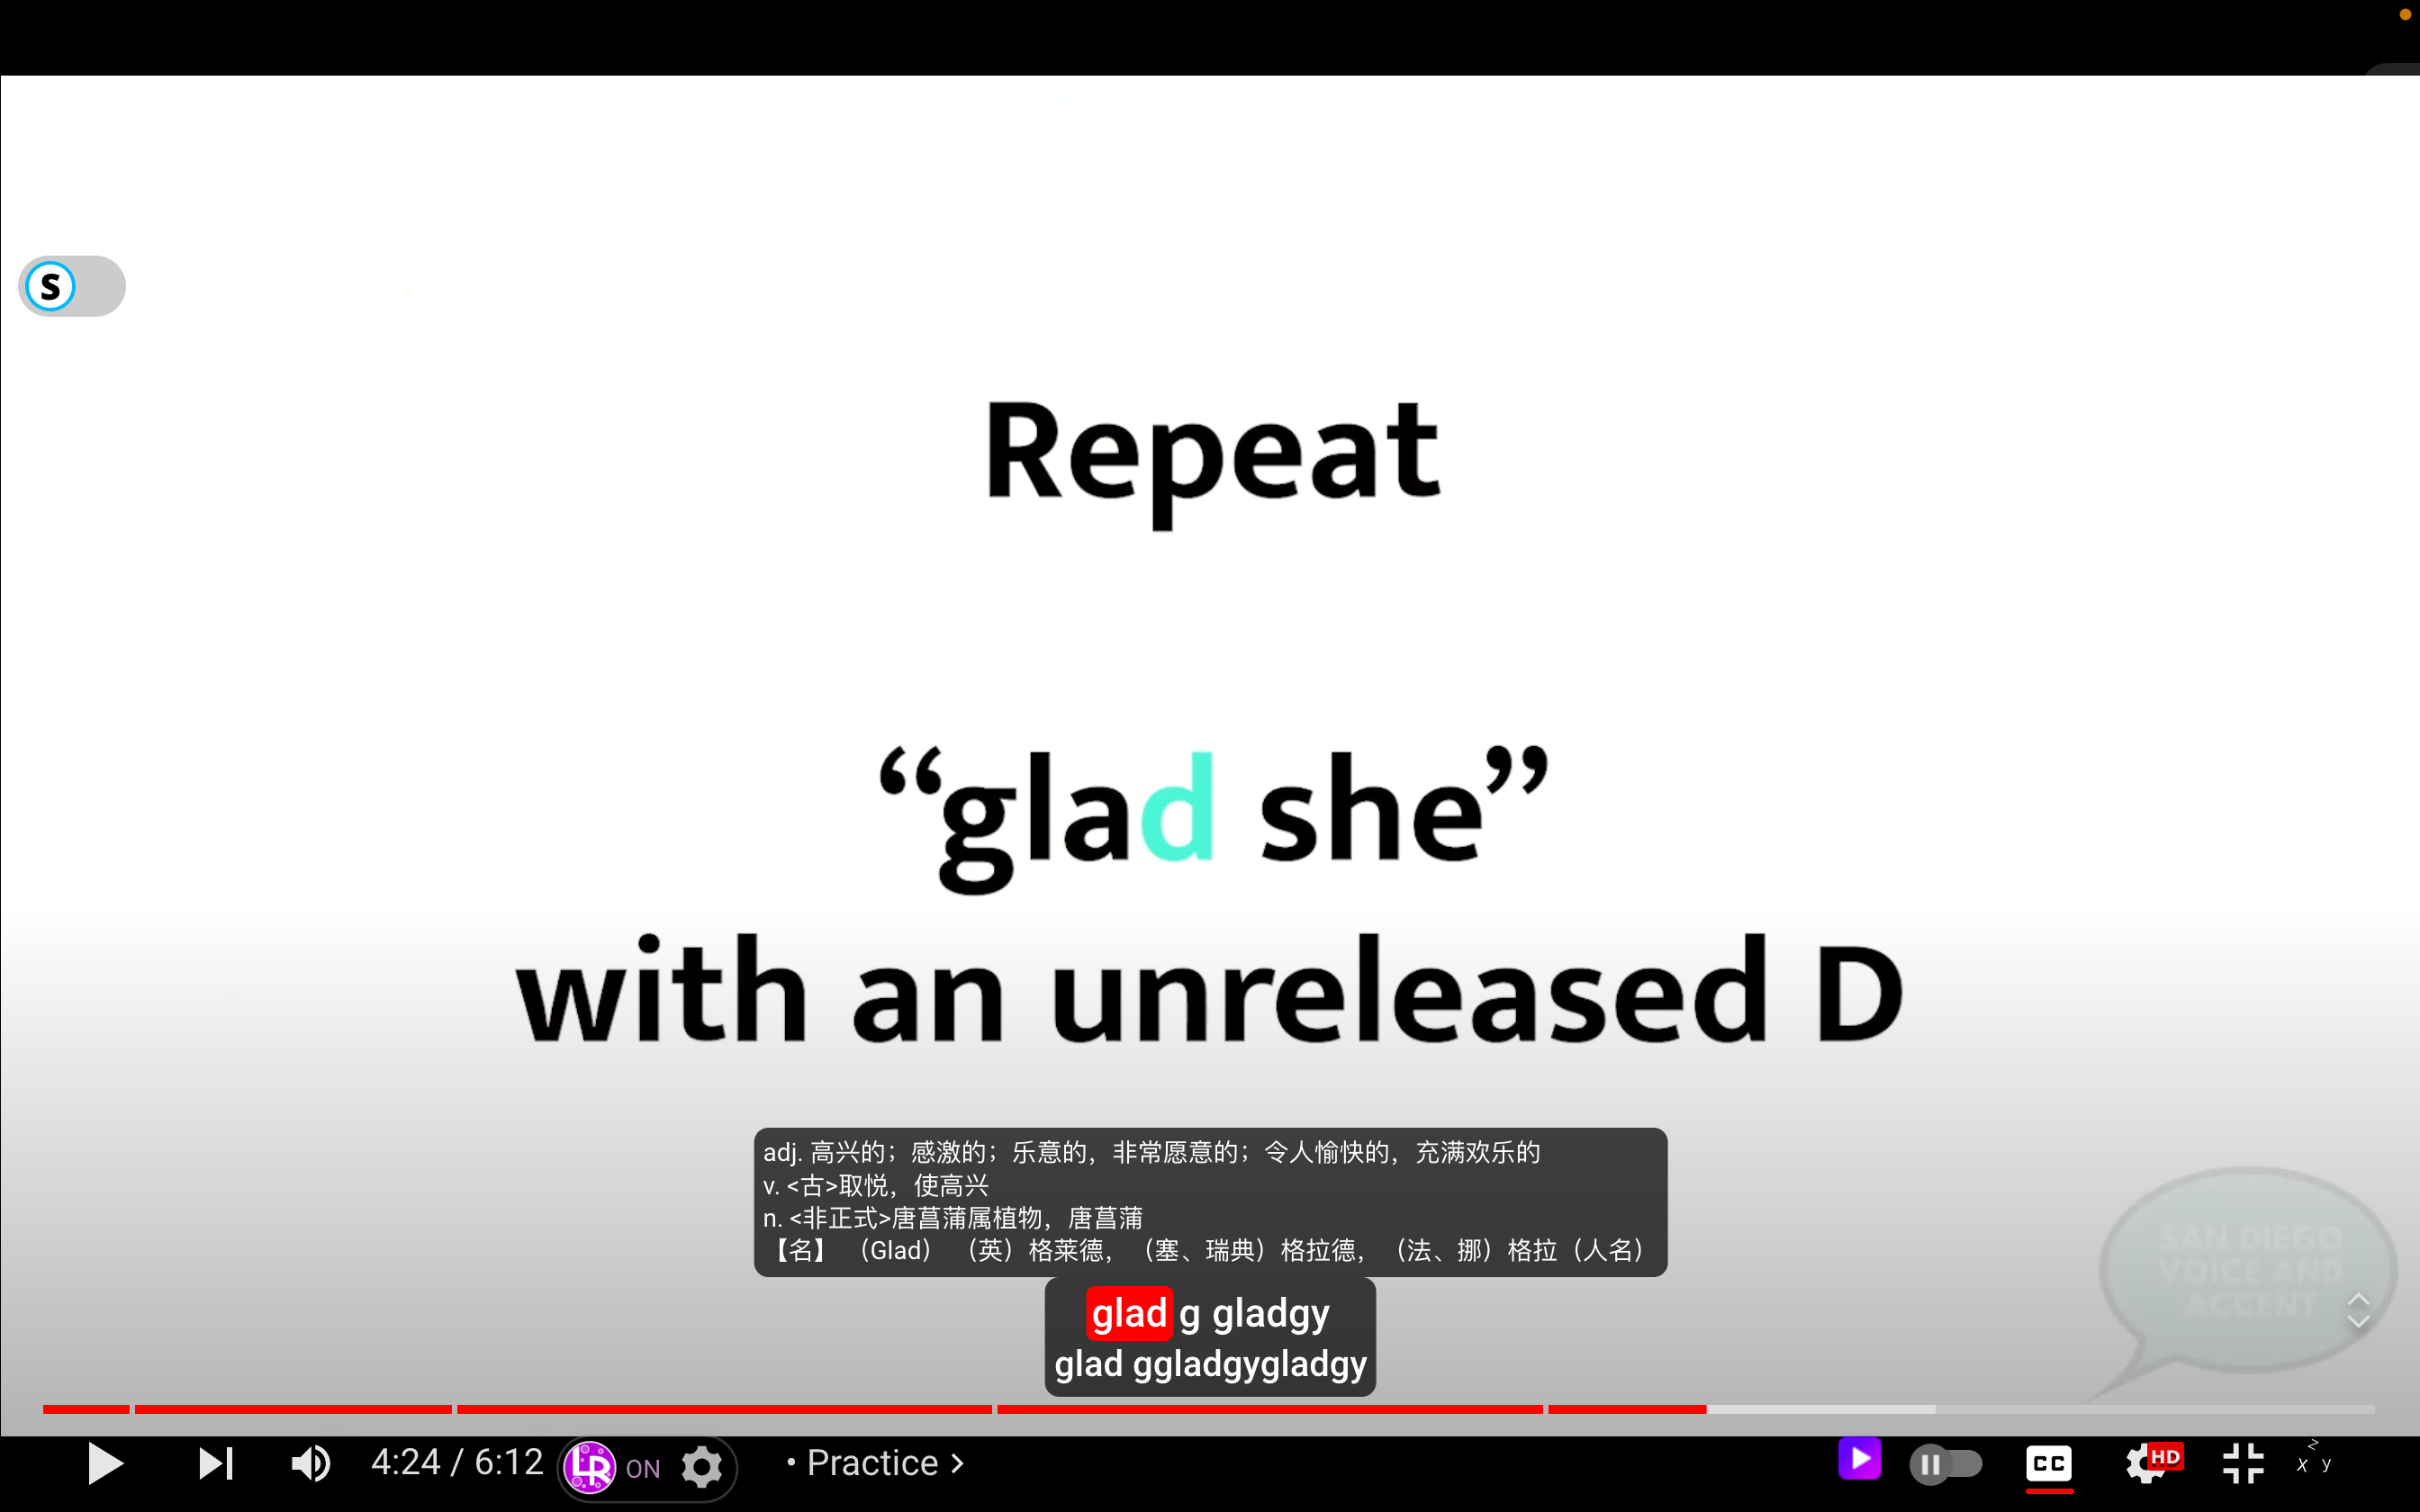 S
Repeat
“glad she”
with an unreleased D
adj. 高兴的；感激的；乐意的，非常愿意的；令人愉快的，充满欢乐的
v. <古>取悦，使高兴
n. <非正式>唐菖蒲属植物，唐菖蒲
【名】 （Glad） （英）格莱德，（塞、瑞典）格拉德，（法、挪）格拉（人名）
SAN DIEGO
VOICE AND
ACCENT
glad g gladgy
glad ggladgygladgy
4:24 / 6:12 LR ON • Practice CC HD z x y